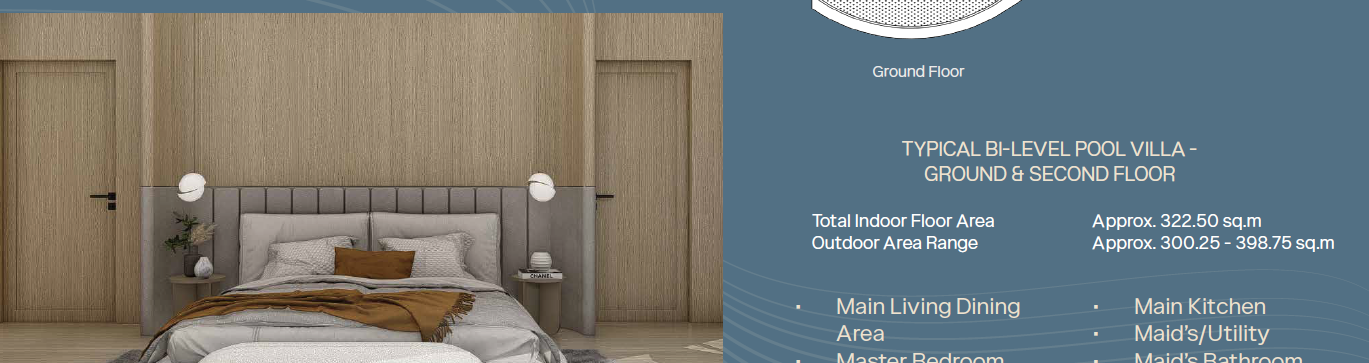 Ground Floor
TYPICAL BI-LEVEL POOL VILLA -
GROUND & SECOND FLOOR
Total Indoor Floor Area Approx. 322.50 sq.m
Outdoor Area Range Approx. 300.25 - 398.75 sq.m
▪ Main Living Dining
Area
▪ Master Bedroom
▪ Main Kitchen
▪ Maid's/Utility
▪ Maid's Bathroom
CHANEL